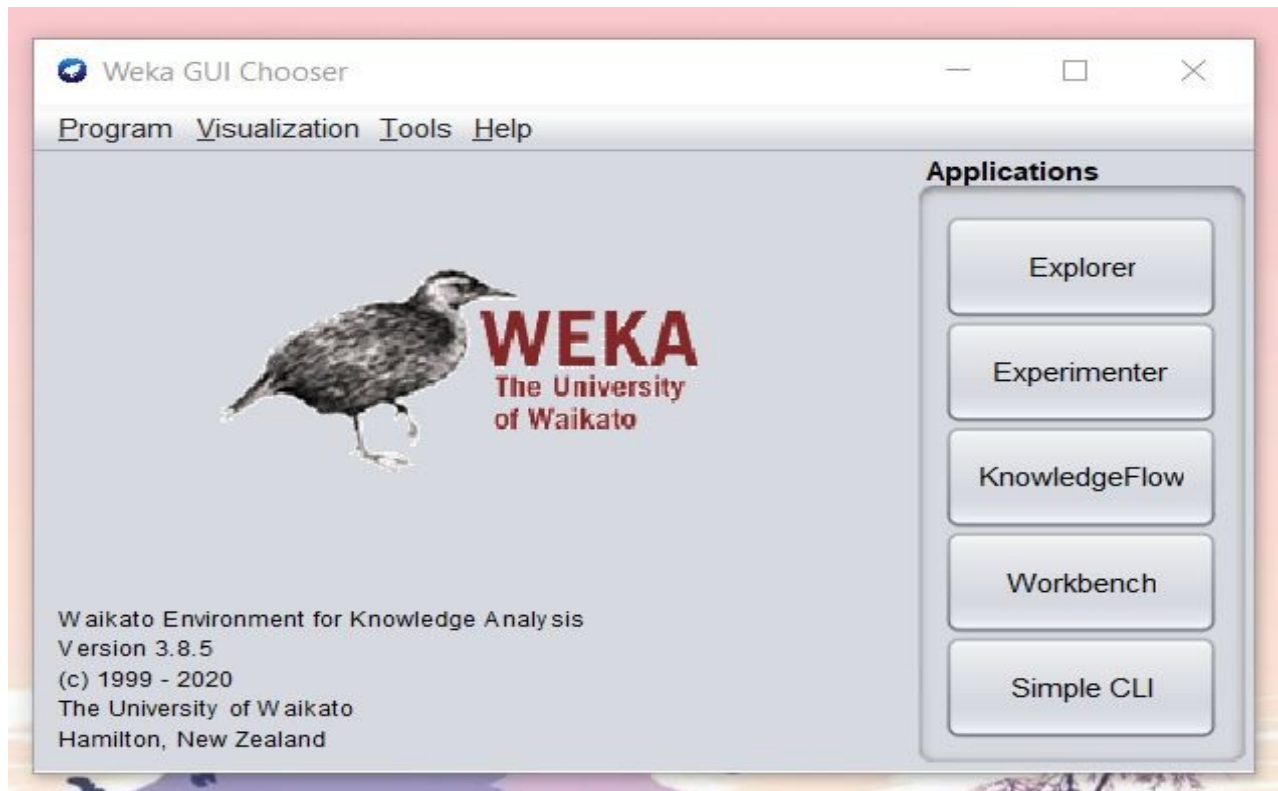 Weka GUI Chooser
Program Visualization Tools Help
Applications
Explorer
Experimenter
KnowledgeFlow
Workbench
Simple CLI
WEKA
The University
of Waikato
Waikato Environment for Knowledge Analysis
Version 3.8.5
(c) 1999 - 2020
The University of Waikato
Hamilton, New Zealand